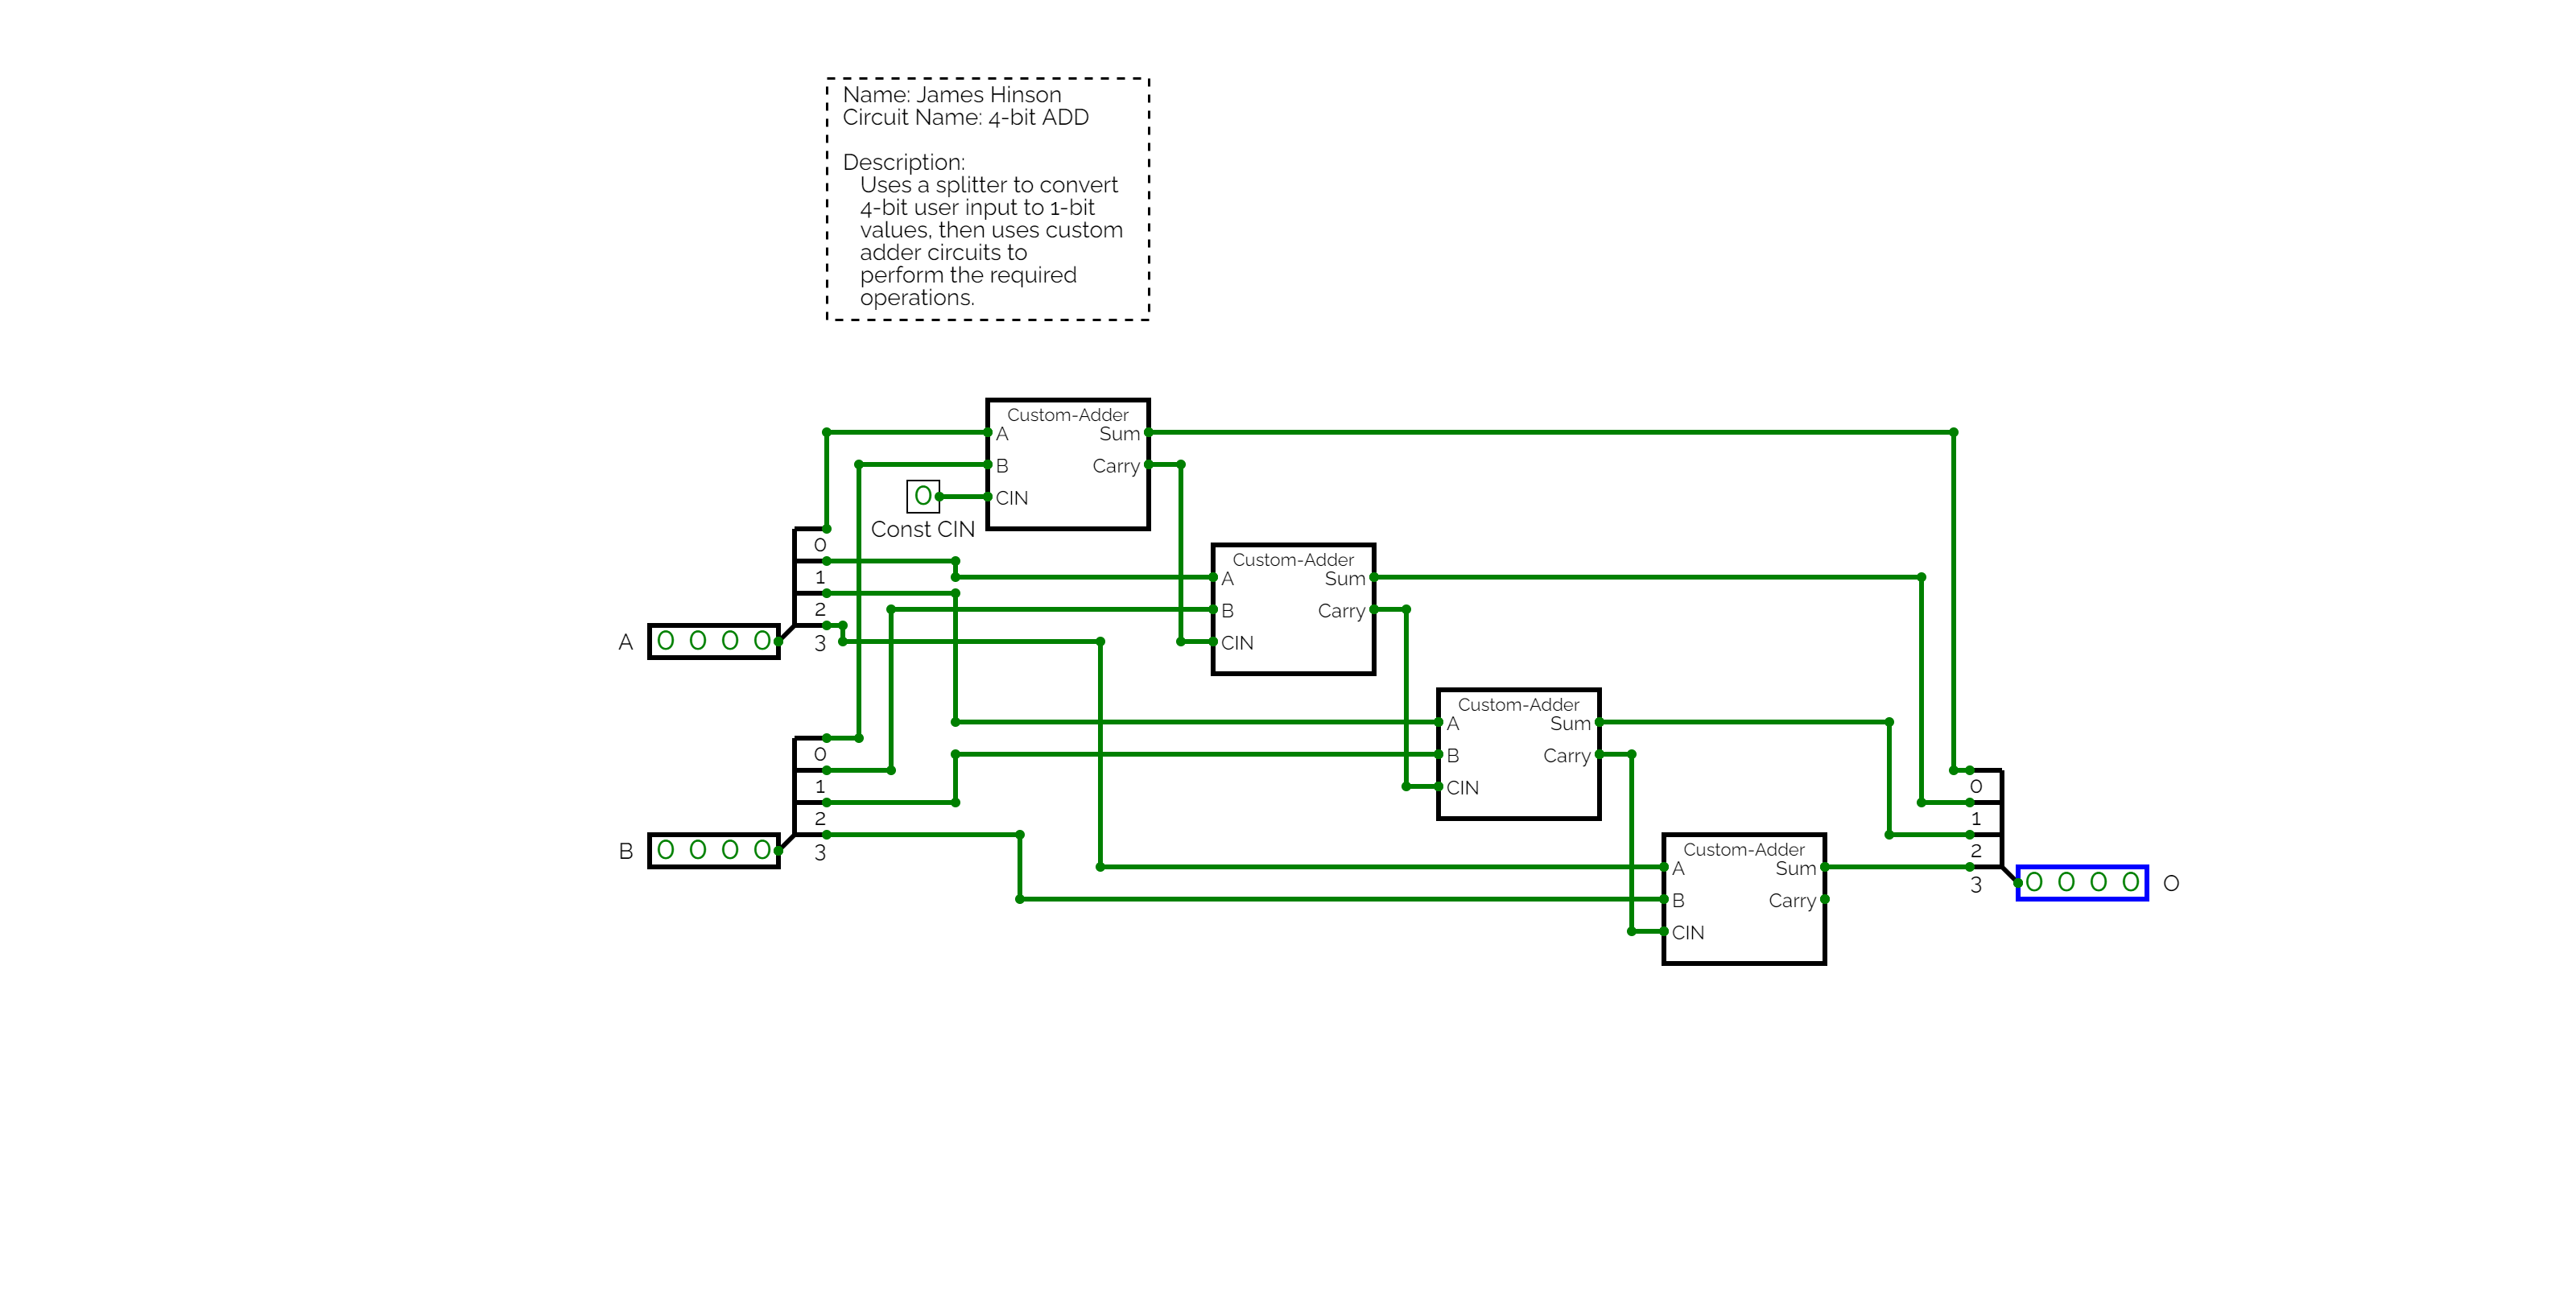 Name: James Hinson
Circuit Name: 4-bit ADD
Description:
Uses a splitter to convert
4-bit user input to 1-bit
values, then uses custom
adder circuits to
perform the required
operations.
Custom-Adder
A Sum
B Carry
0 CIN
Const CIN
0
1
2
3
A 0 0 0 0
Custom-Adder
A Sum
B Carry
CIN
0
1
2
3
B 0 0 0 0
Custom-Adder
A Sum
B Carry
CIN
Custom-Adder
A Sum
B Carry
CIN
0
1
2
3
0 0 0 0 O